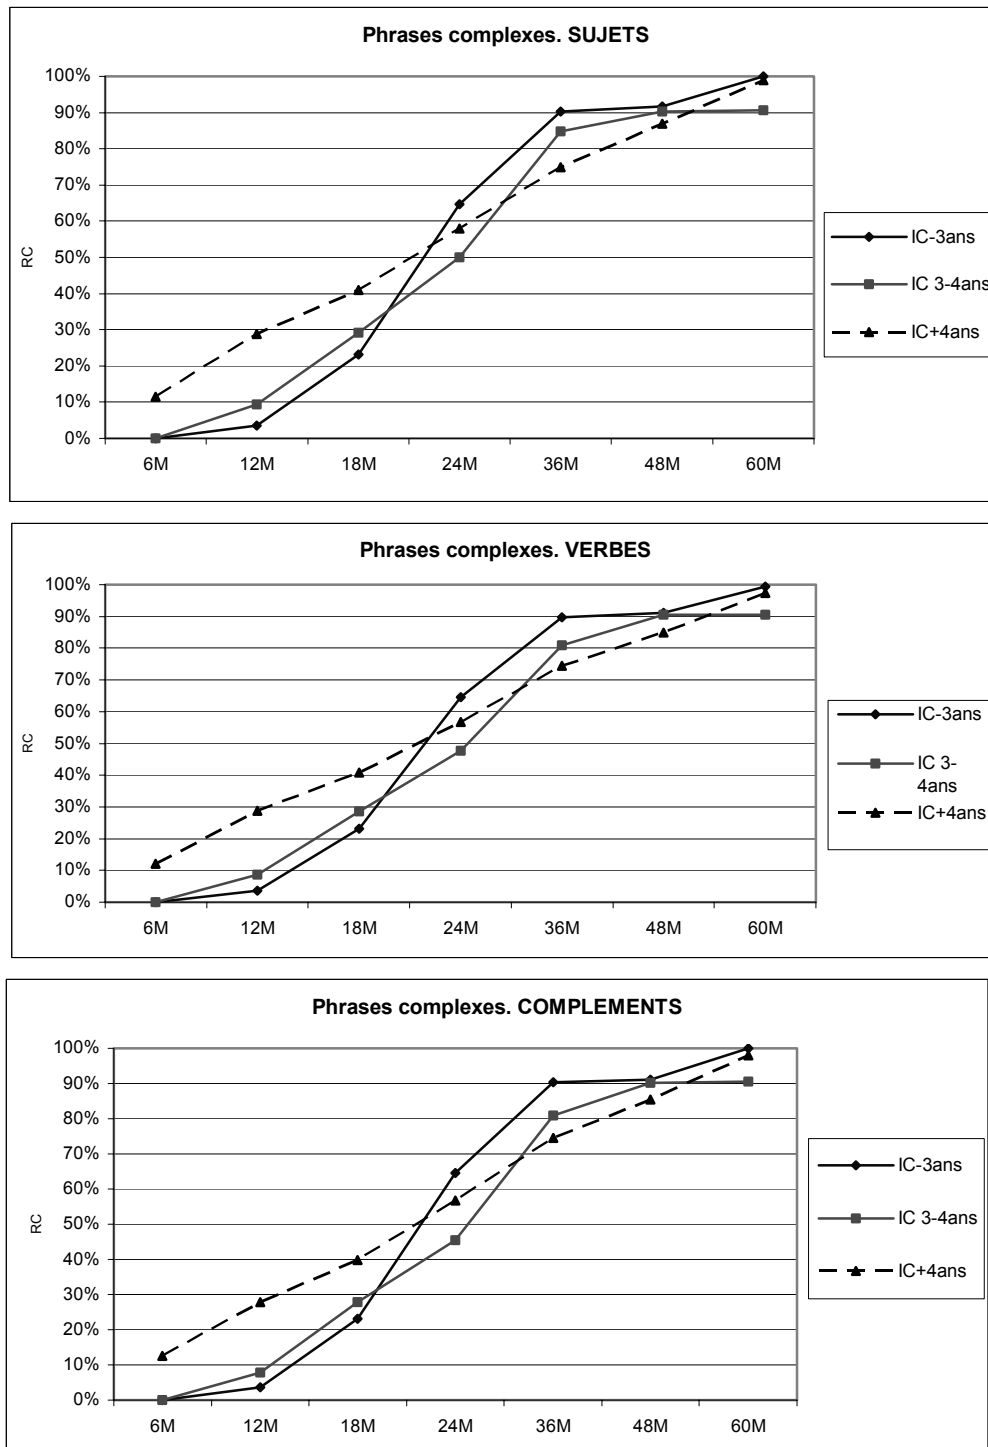 Phrases complexes. SUJETS
100%
90%
80%
70%
60%
50%
40%
30%
20%
10%
0%
RC
6M 12M 18M 24M 36M 48M 60M
IC-3ans
IC 3-4ans
IC+4ans
Phrases complexes. VERBES
100%
90%
80%
70%
60%
50%
40%
30%
20%
10%
0%
RC
6M 12M 18M 24M 36M 48M 60M
IC-3ans
IC 3-
4ans
IC+4ans
Phrases complexes. COMPLEMENTS
100%
90%
80%
70%
60%
50%
40%
30%
20%
10%
0%
RC
6M 12M 18M 24M 36M 48M 60M
IC-3ans
IC 3-4ans
IC+4ans